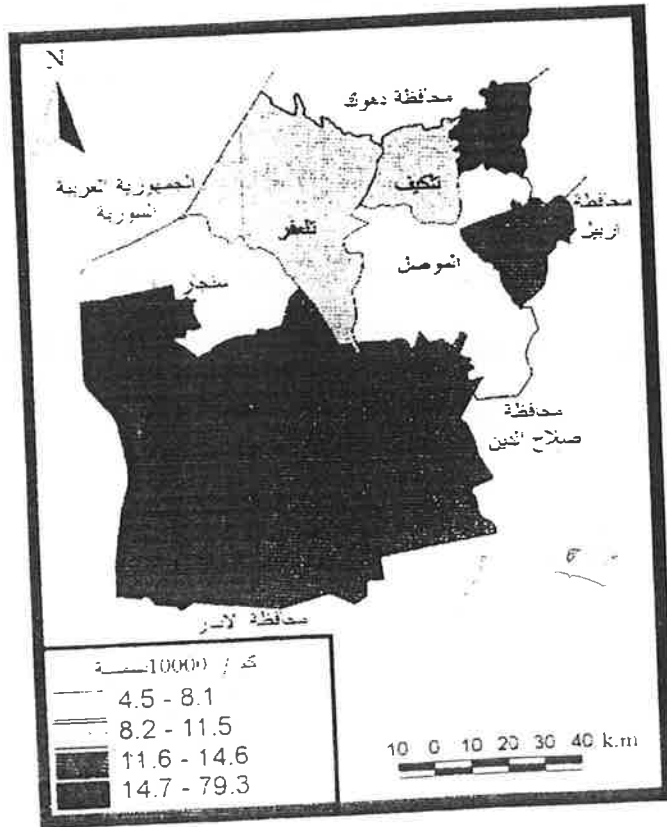 N
محافظة دهوك
الجمهورية العربية
السورية
تلكيف
محافظة
اربيل
تلعفر
الموصل
سنجار
محافظة
صلاح الدين
محافظة الانبار
كم / 10000نسمة
4.5 - 8.1
8.2 - 11.5
11.6 - 14.6
14.7 - 79.3
10 0 10 20 30 40 k.m